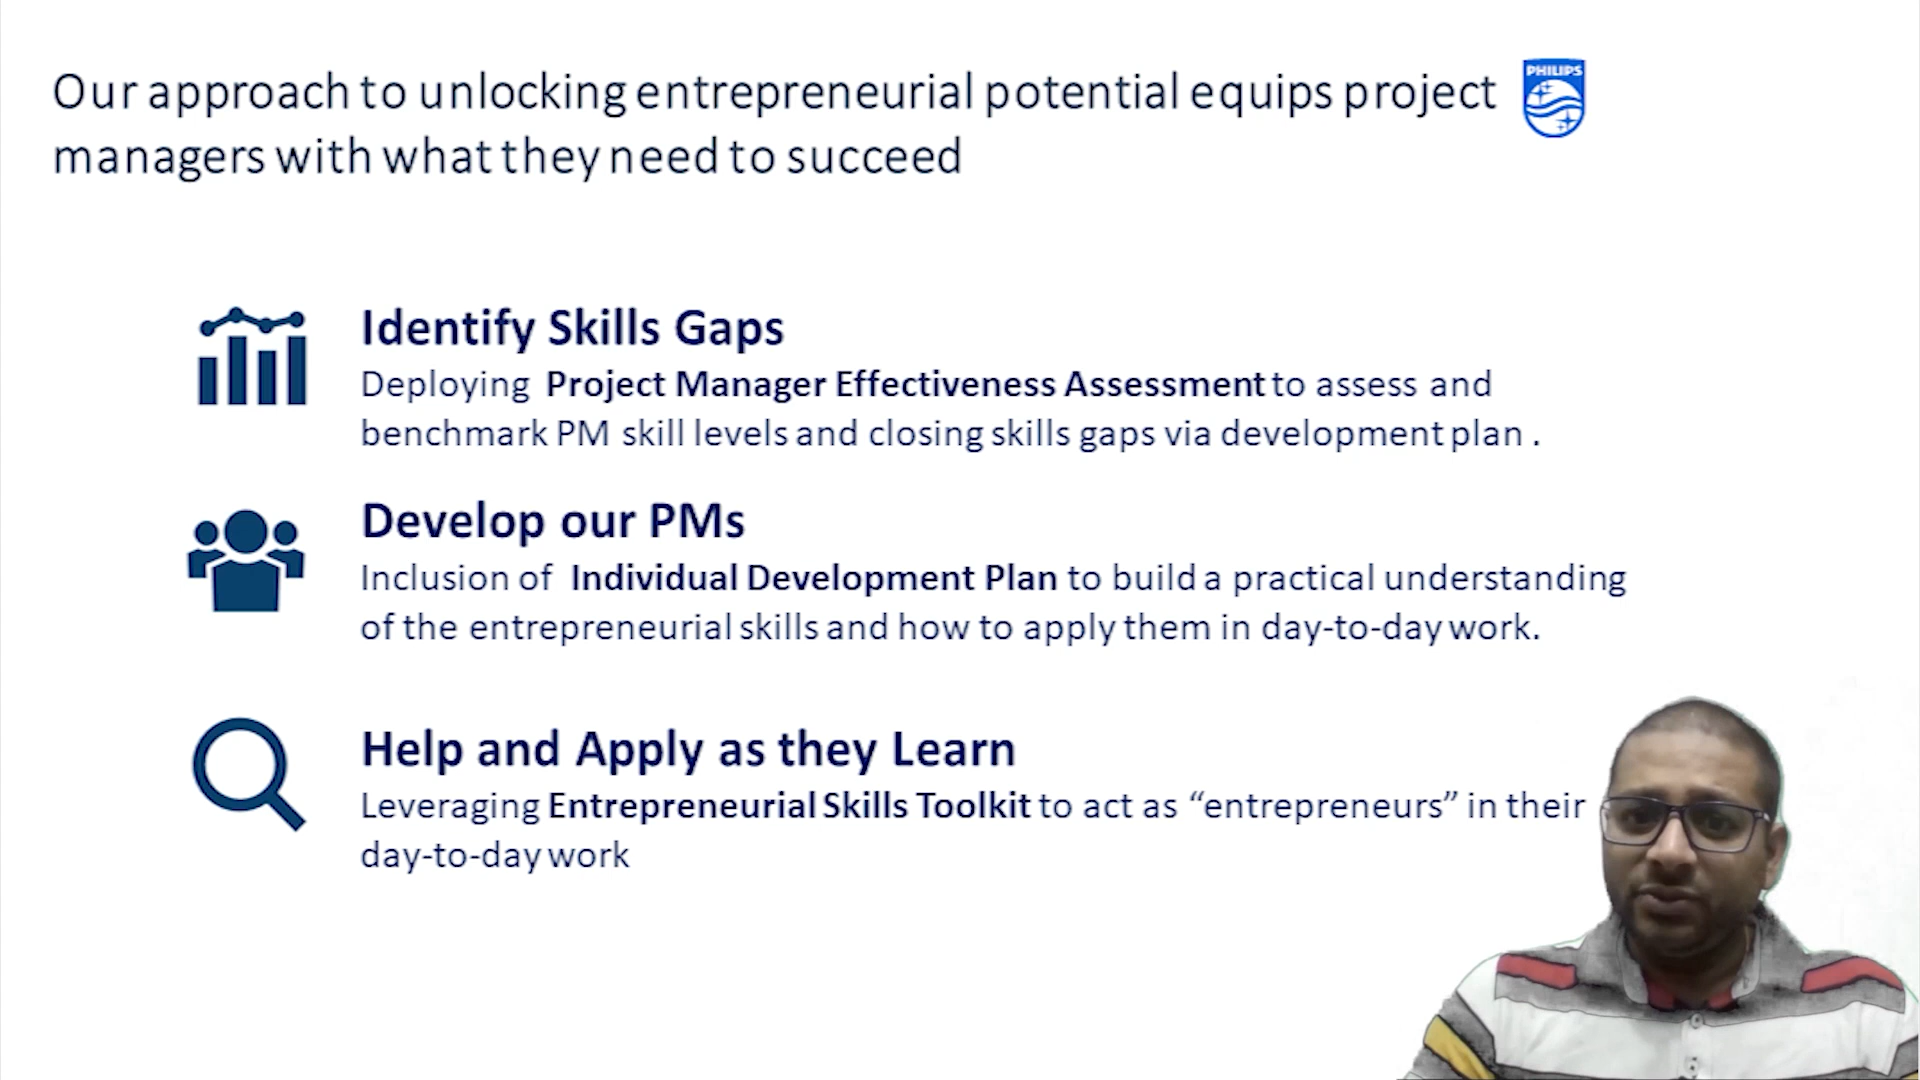 Our approach to unlocking entrepreneurial potential equips project
managers with what they need to succeed
PHILIPS
Identify Skills Gaps
Deploying Project Manager Effectiveness Assessment to assess and
benchmark PM skill levels and closing skills gaps via development plan .
Develop our PMs
Inclusion of Individual Development Plan to build a practical understanding
of the entrepreneurial skills and how to apply them in day-to-day work.
Help and Apply as they Learn
Leveraging Entrepreneurial Skills Toolkit to act as “entrepreneurs” in their
day-to-day work